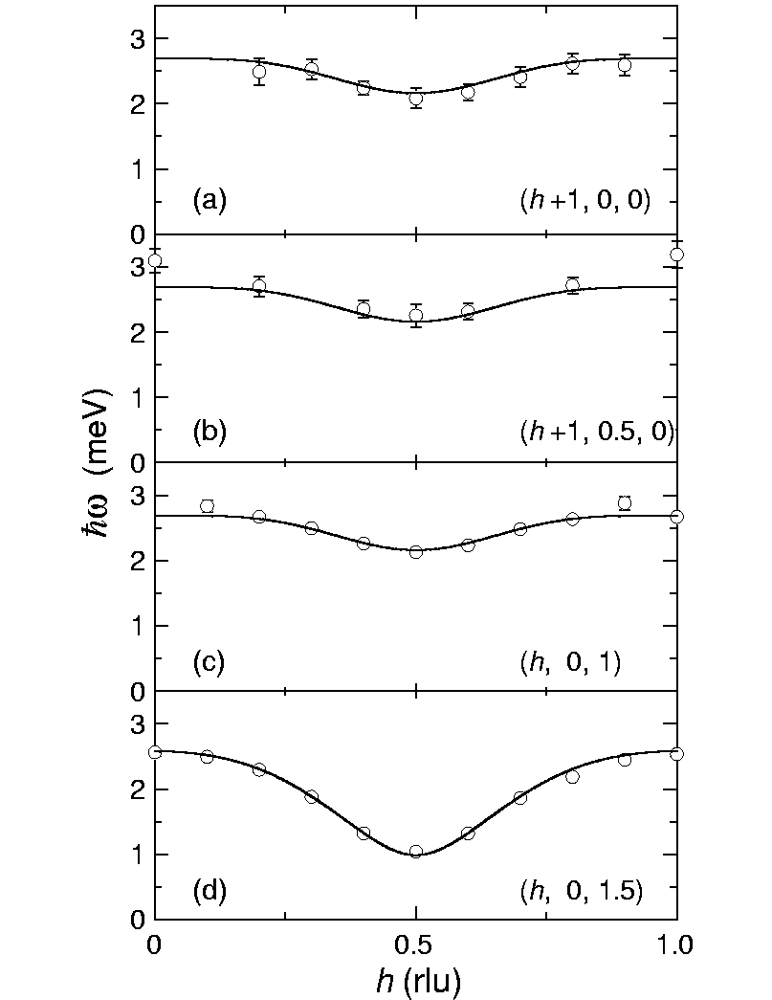 3
2
1
0
(a)
(h+1, 0, 0)
3
2
1
0
(b)
(h+1, 0.5, 0)
3
2
1
0
(c)
(h, 0, 1)
3
2
1
0
(d)
(h, 0, 1.5)
0
0.5
1.0
h (rlu)
ħω (meV)